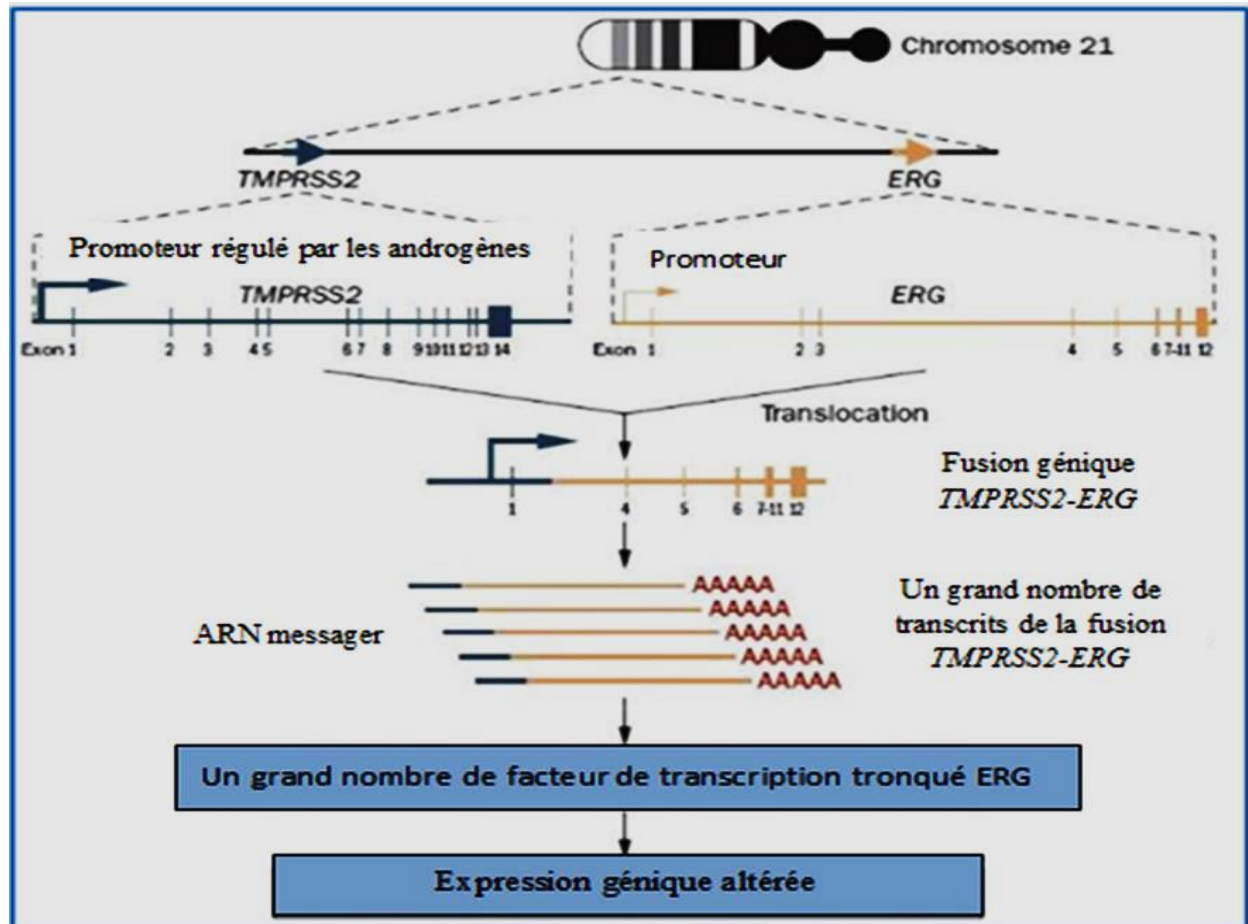 Chromosome 21
TMPRSS2 ERG
Promoteur régulé par les androgènes
TMPRSS2
Exon 1 2 3 4 5 6 7 8 9 10 11 12 13 14
Promoteur
ERG
Exon 1 2 3 4 5 6 7-11 12
Translocation
1 4 5 6 7-11 12
Fusion génique
TMPRSS2-ERG
ARN messager
AAAAA
AAAAA
AAAAA
AAAAA
AAAAA
Un grand nombre de
transcrits de la fusion
TMPRSS2-ERG
Un grand nombre de facteur de transcription tronqué ERG
Expression génique altérée